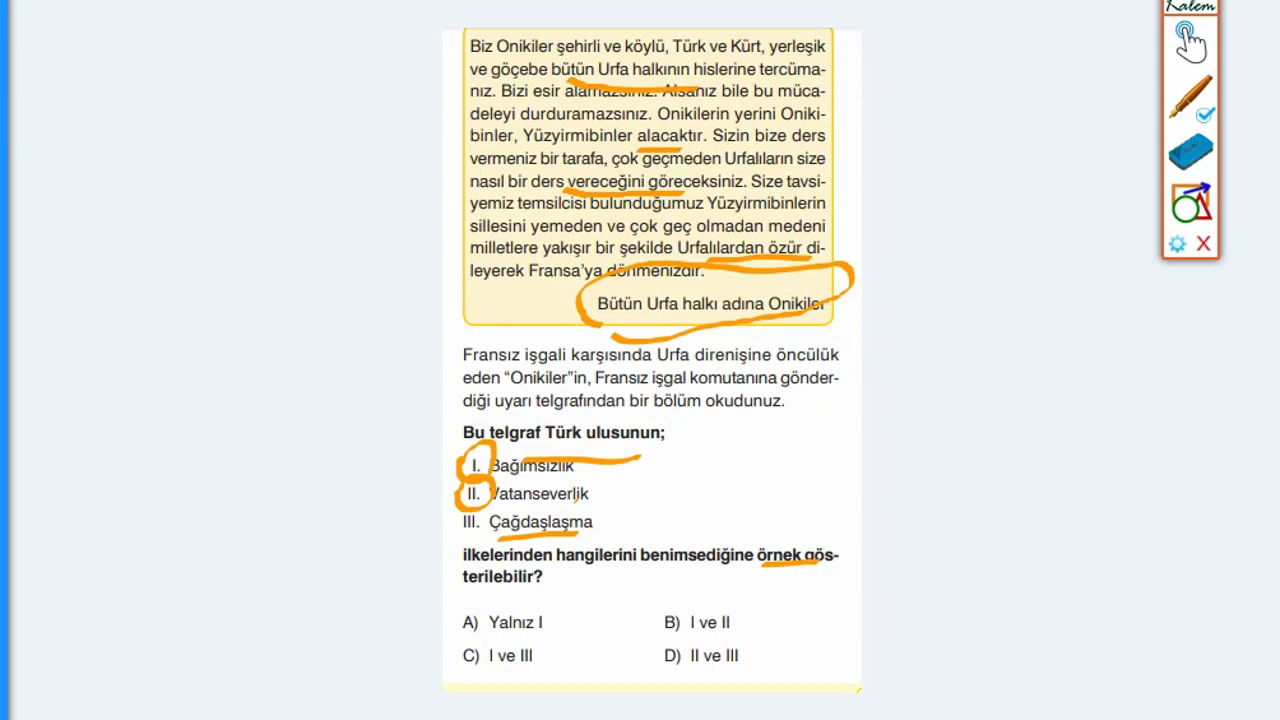 Kalem
Biz Onikiler şehirli ve köylü, Türk ve Kürt, yerleşik
ve göçebe bütün Urfa halkının hislerine tercüma-
nız. Bizi esir alamazsınız. Alsanız bile bu müca-
deleyi durduramazsınız. Onikilerin yerini Oniki-
binler, Yüzyirmibinler alacaktır. Sizin bize ders
vermeniz bir tarafa, çok geçmeden Urfalıların size
nasıl bir ders vereceğini göreceksiniz. Size tavsi-
yemiz temsilcisi bulunduğumuz Yüzyirmibinlerin
sillesini yemeden ve çok geç olmadan medeni
milletlere yakışır bir şekilde Urfalılardan özür di-
leyerek Fransa'ya dönmenizdir.
Bütün Urfa halkı adına Onikiler
Fransız işgali karşısında Urfa direnişine öncülük
eden “Onikiler”in, Fransız işgal komutanına gönder-
diği uyarı telgrafından bir bölüm okudunuz.
Bu telgraf Türk ulusunun;
I. Bağımsızlık
II. Vatanseverlik
III. Çağdaşlaşma
ilkelerinden hangilerini benimsediğine örnek gös-
terilebilir?
A) Yalnız I
B) I ve II
C) I ve III
D) II ve III